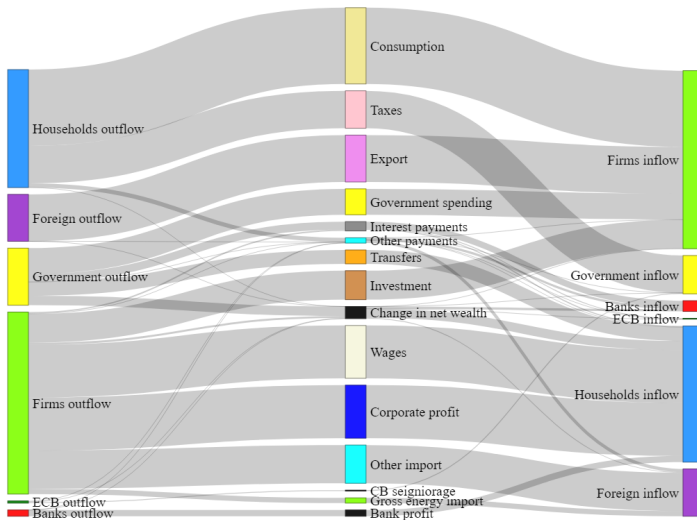 Households outflow
Foreign outflow
Government outflow
Firms outflow
ECB outflow
Banks outflow
Consumption
Taxes
Export
Government spending
Interest payments
Other payments
Transfers
Investment
Change in net wealth
Wages
Corporate profit
Other import
CB seigniorage
Gross energy import
Bank profit
Firms inflow
Government inflow
Banks inflow
ECB inflow
Households inflow
Foreign inflow